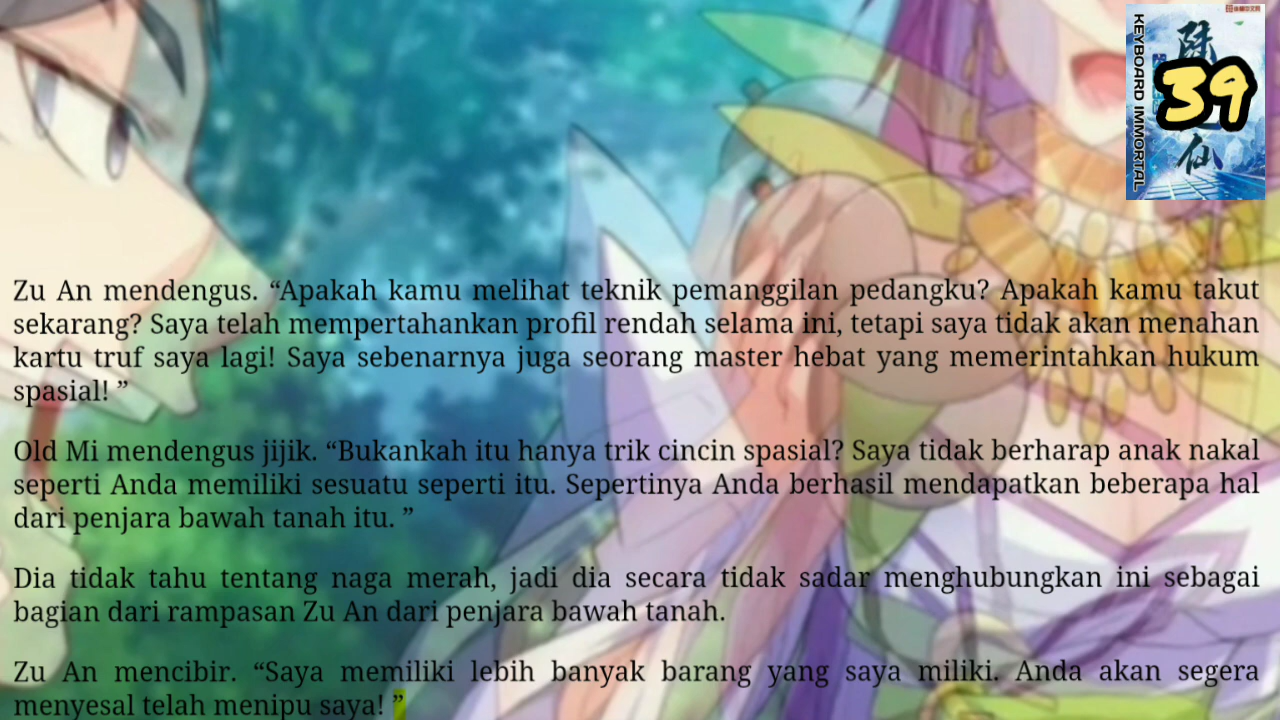 Zu An mendengus. “Apakah kamu melihat teknik pemanggilan pedangku? Apakah kamu takut
sekarang? Saya telah mempertahankan profil rendah selama ini, tetapi saya tidak akan menahan
kartu truf saya lagi! Saya sebenarnya juga seorang master hebat yang memerintahkan hukum
spasial! ”
Old Mi mendengus jijik. “Bukankah itu hanya trik cincin spasial? Saya tidak berharap anak nakal
seperti Anda memiliki sesuatu seperti itu. Sepertinya Anda berhasil mendapatkan beberapa hal
dari penjara bawah tanah itu. ”
Dia tidak tahu tentang naga merah, jadi dia secara tidak sadar menghubungkan ini sebagai
bagian dari rampasan Zu An dari penjara bawah tanah.
Zu An mencibir. “Saya memiliki lebih banyak barang yang saya miliki. Anda akan segera
menyesal telah menipu saya! ”
KEYBOARD IMMORTAL
39
陆
仙